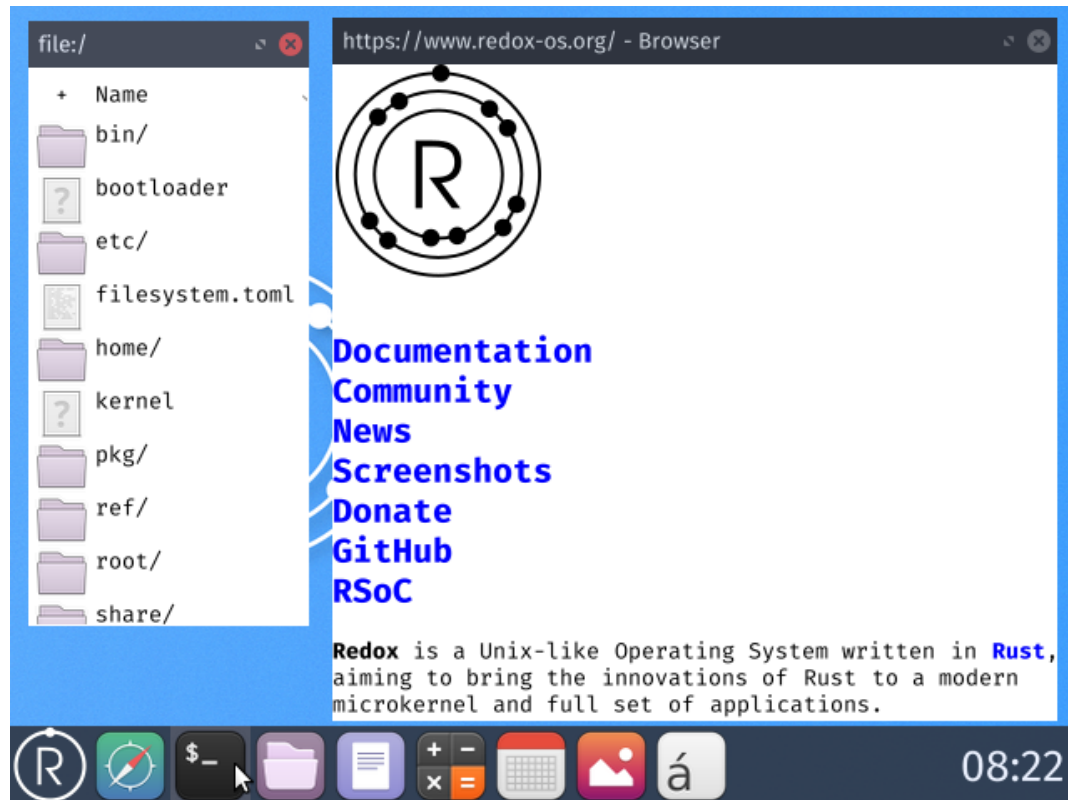 file:/
+ Name
bin/
bootloader
etc/
filesystem.toml
home/
kernel
pkg/
ref/
root/
share/
https://www.redox-os.org/ - Browser
R
Documentation
Community
News
Screenshots
Donate
GitHub
RSoC
Redox is a Unix-like Operating System written in Rust,
aiming to bring the innovations of Rust to a modern
microkernel and full set of applications.
R
$_
+ −
× =
á
08:22